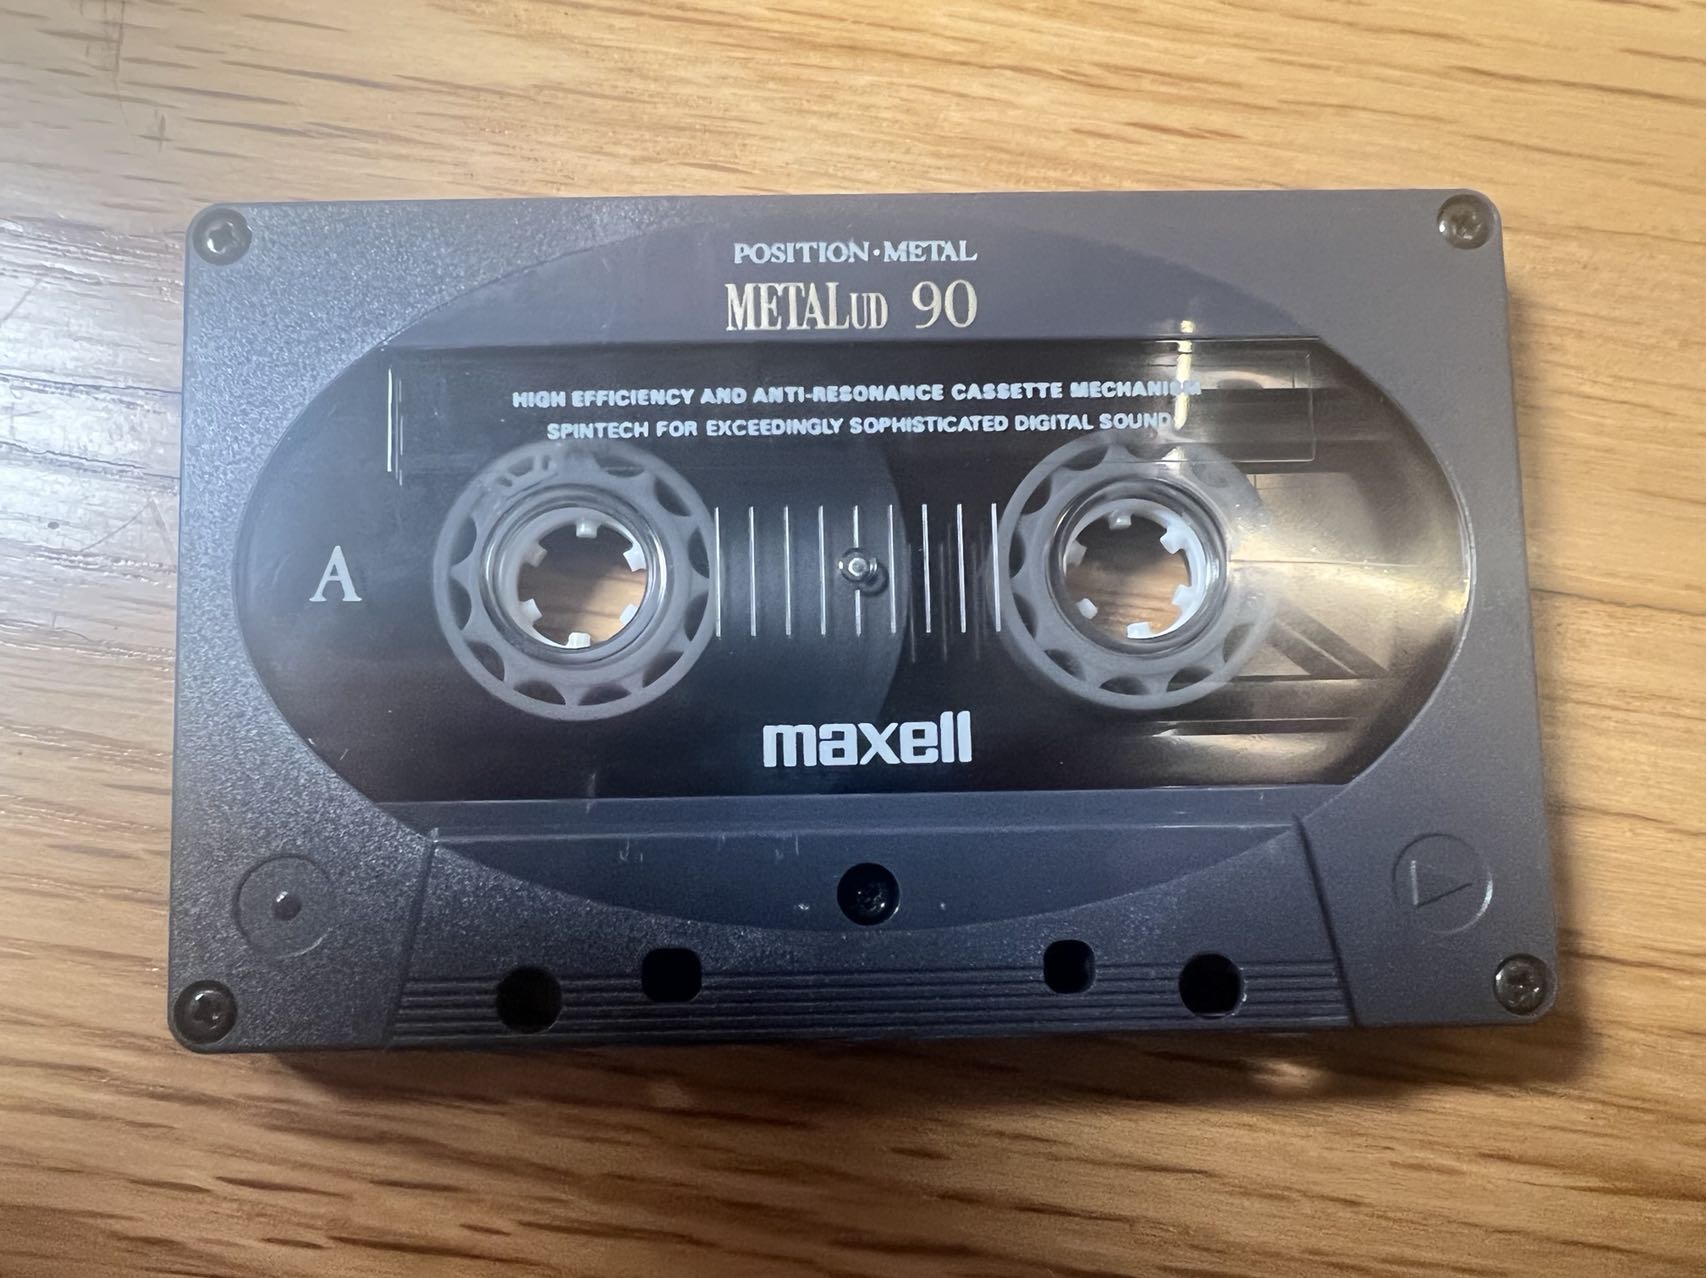 POSITION·METAL
METALUD 90
HIGH EFFICIENCY AND ANTI-RESONANCE CASSETTE MECHANISM
SPINTECH FOR EXCEEDINGLY SOPHISTICATED DIGITAL SOUND
A
maxell